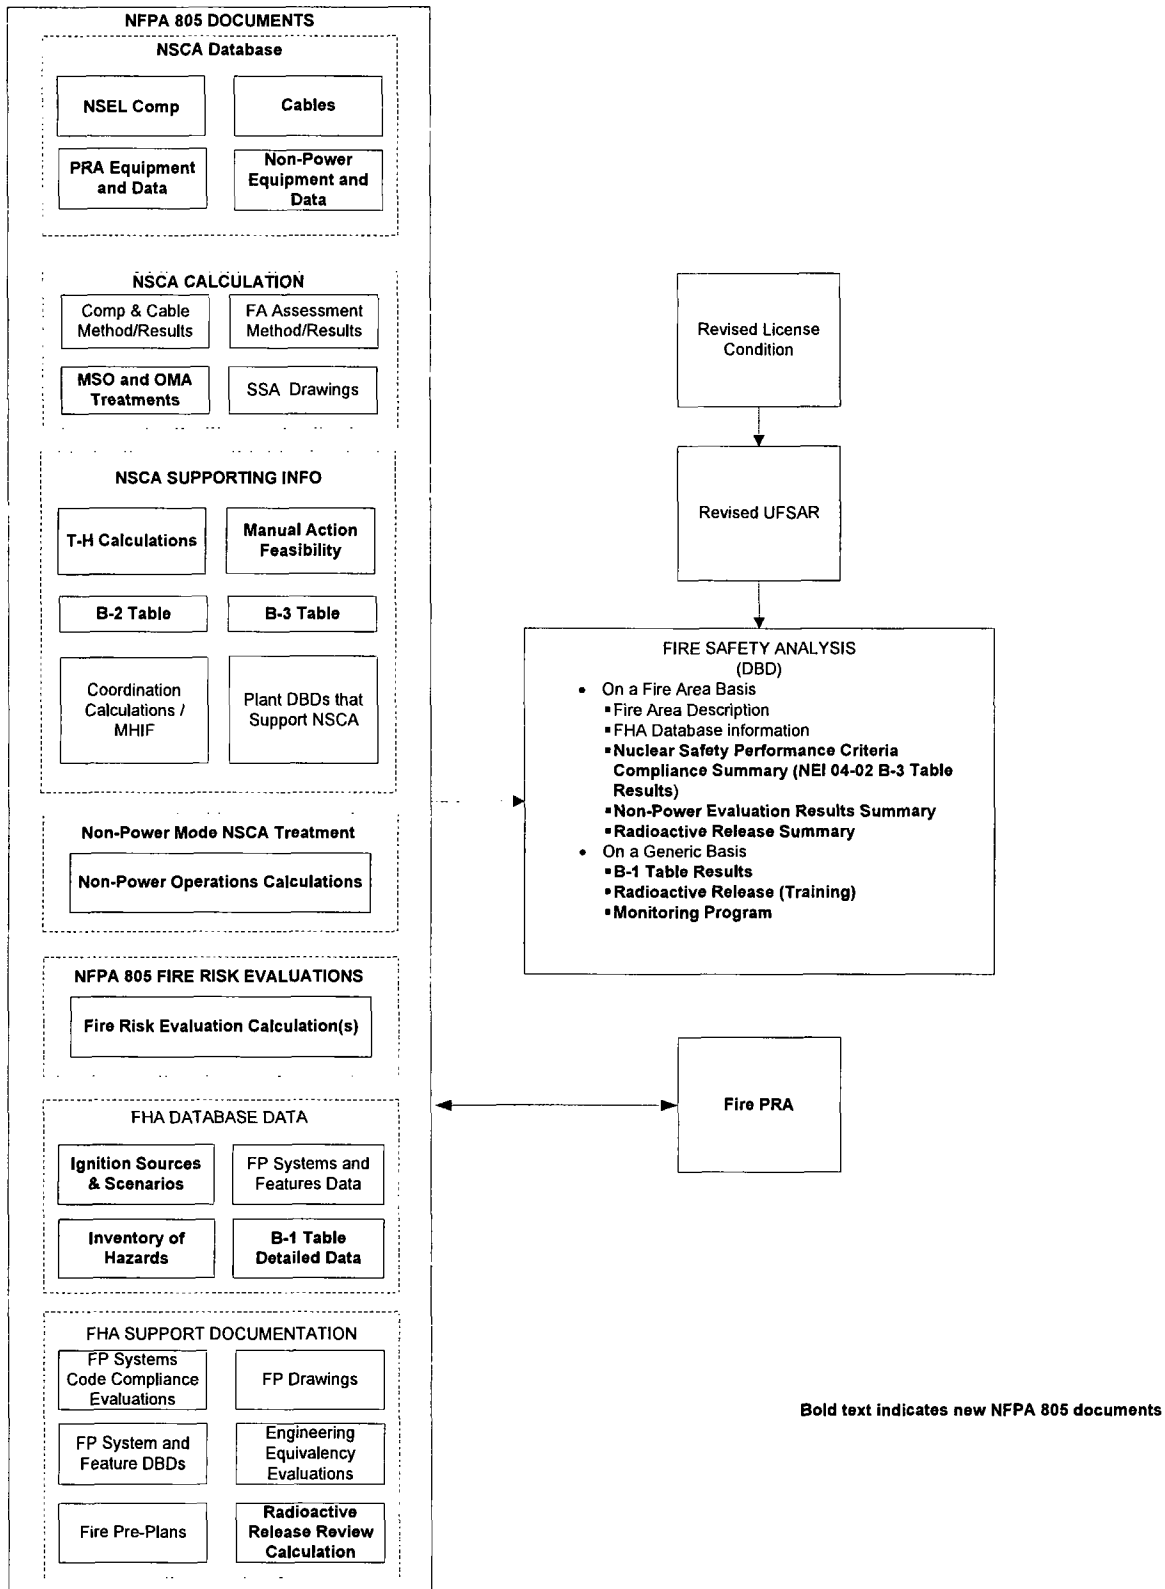 NFPA 805 DOCUMENTS
NSCA Database
NSEL Comp
Cables
PRA Equipment
and Data
Non-Power
Equipment and
Data
NSCA CALCULATION
Comp & Cable
Method/Results
FA Assessment
Method/Results
MSO and OMA
Treatments
SSA Drawings
NSCA SUPPORTING INFO
T-H Calculations
Manual Action
Feasibility
B-2 Table
B-3 Table
Coordination
Calculations /
MHIF
Plant DBDs that
Support NSCA
Non-Power Mode NSCA Treatment
Non-Power Operations Calculations
NFPA 805 FIRE RISK EVALUATIONS
Fire Risk Evaluation Calculation(s)
FHA DATABASE DATA
Ignition Sources
& Scenarios
FP Systems and
Features Data
Inventory of
Hazards
B-1 Table
Detailed Data
FHA SUPPORT DOCUMENTATION
FP Systems
Code Compliance
Evaluations
FP Drawings
FP System and
Feature DBDs
Engineering
Equivalency
Evaluations
Fire Pre-Plans
Radioactive
Release Review
Calculation
Revised License
Condition
Revised UFSAR
FIRE SAFETY ANALYSIS
(DBD)
• On a Fire Area Basis
▪ Fire Area Description
▪ FHA Database information
▪ Nuclear Safety Performance Criteria
Compliance Summary (NEI 04-02 B-3 Table
Results)
▪ Non-Power Evaluation Results Summary
▪ Radioactive Release Summary
• On a Generic Basis
▪ B-1 Table Results
▪ Radioactive Release (Training)
▪ Monitoring Program
Fire PRA
Bold text indicates new NFPA 805 documents